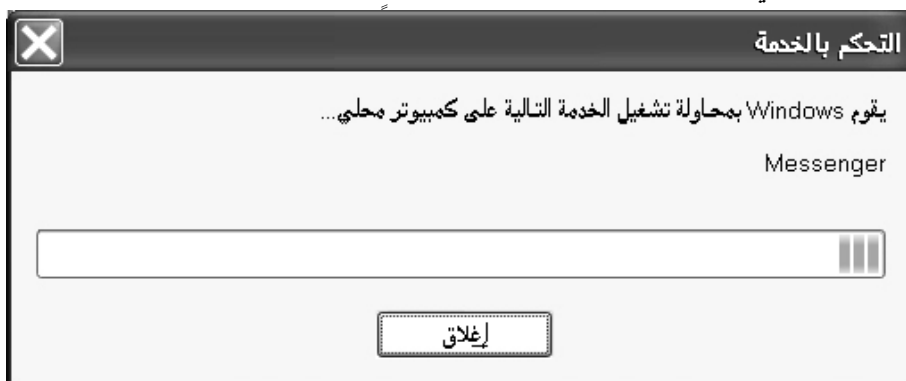 التحكم بالخدمة
يقوم Windows بمحاولة تشغيل الخدمة التالية على كمبيوتر محلي...
Messenger
إغلاق